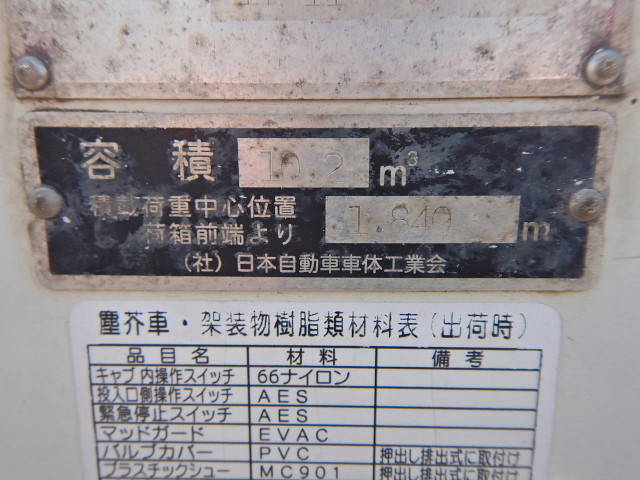 容積 10.2 m³
積載荷重中心位置
荷箱前端より 1.840 m
（社）日本自動車車体工業会
塵芥車・架装物樹脂類材料表（出荷時）
品目名 材料 備考
キャブ内操作スイッチ 66ナイロン
投入口側操作スイッチ AES
緊急停止スイッチ AES
マッドガード EVAC
バルブカバー PVC 押出し排出式に取付け
プラスチックシュー MC901 押出し排出式に取付け